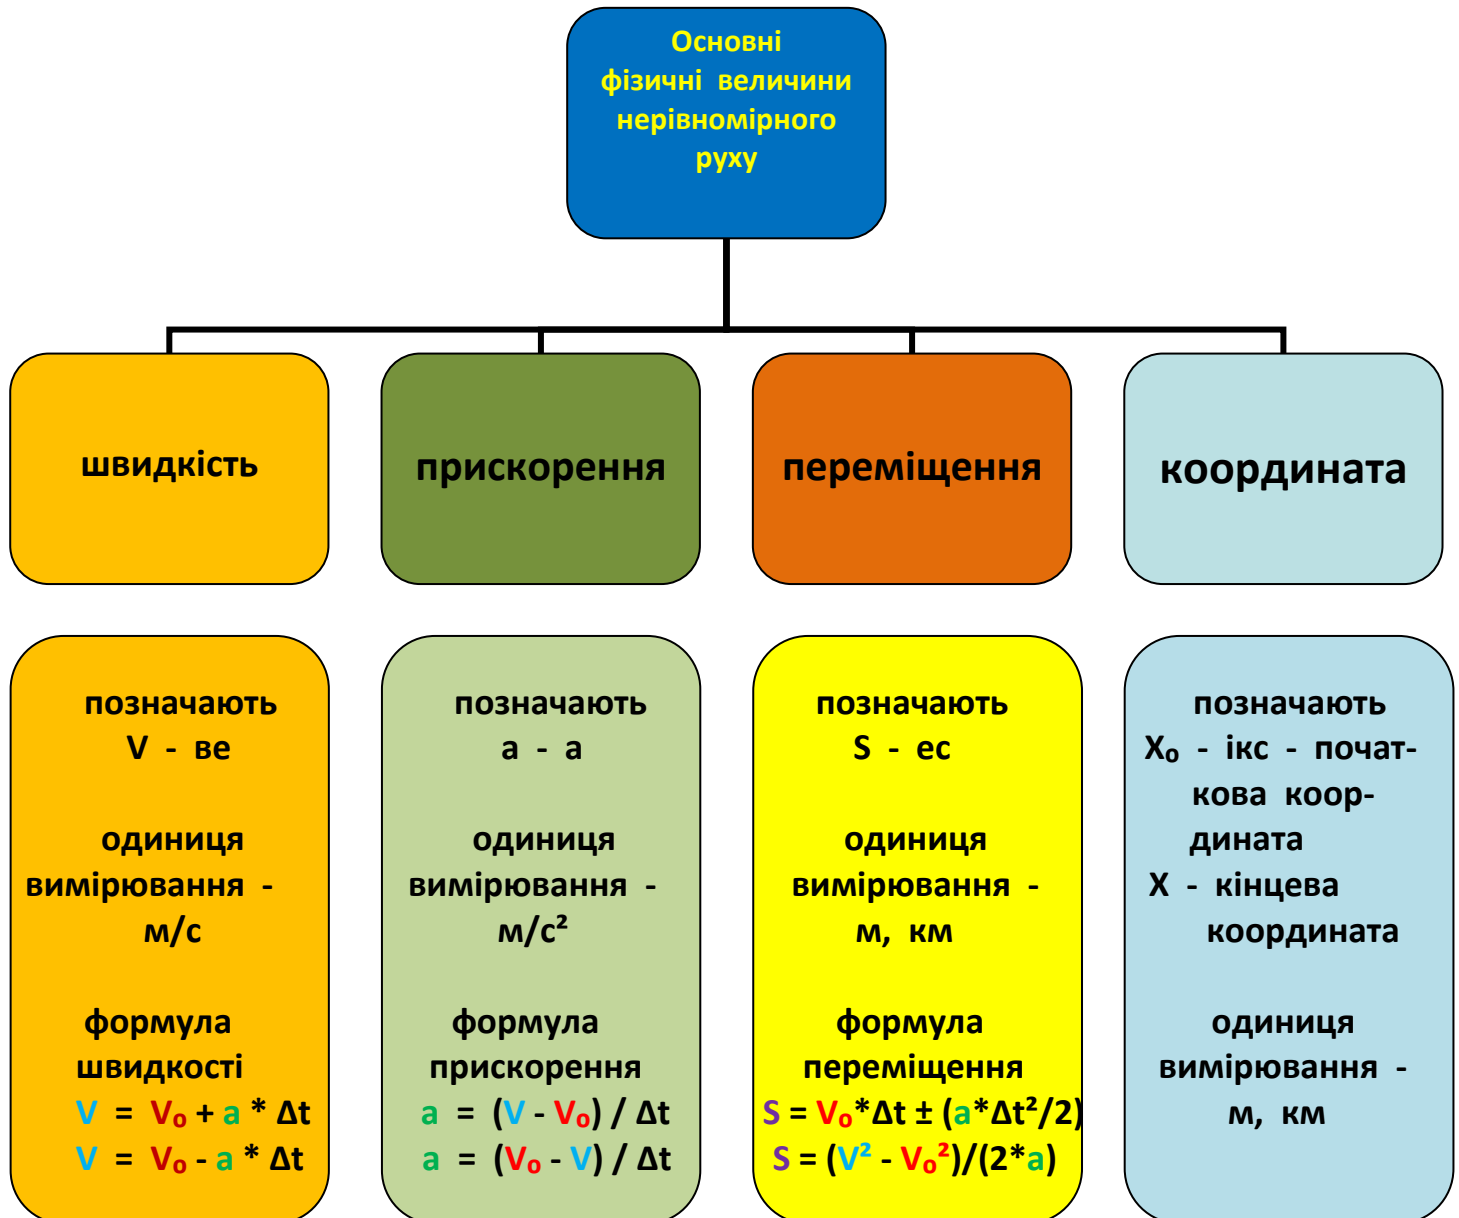 Основні
фізичні величини
нерівномірного
руху
швидкість
прискорення
переміщення
координата
позначають
V - ве
одиниця
вимірювання -
м/с
формула
швидкості
V = V₀ + a * Δt
V = V₀ - a * Δt
позначають
а - а
одиниця
вимірювання -
м/с²
формула
прискорення
a = (V - V₀) / Δt
a = (V₀ - V) / Δt
позначають
S - ес
одиниця
вимірювання -
м, км
формула
переміщення
S = V₀*Δt ± (a*Δt²/2)
S = (V² - V₀²)/(2*a)
позначають
X₀ - ікс - почат-
кова коор-
дината
X - кінцева
координата
одиниця
вимірювання -
м, км